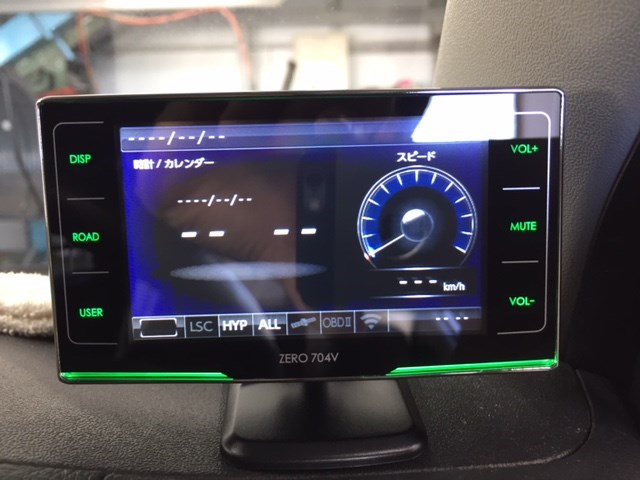 ----/--/--
DISP
ROAD
USER
時計 / カレンダー
----/--/--
-- --
スピード
--- km/h
LSC HYP ALL OBDⅡ -- --
VOL+
MUTE
VOL-
ZERO 704V